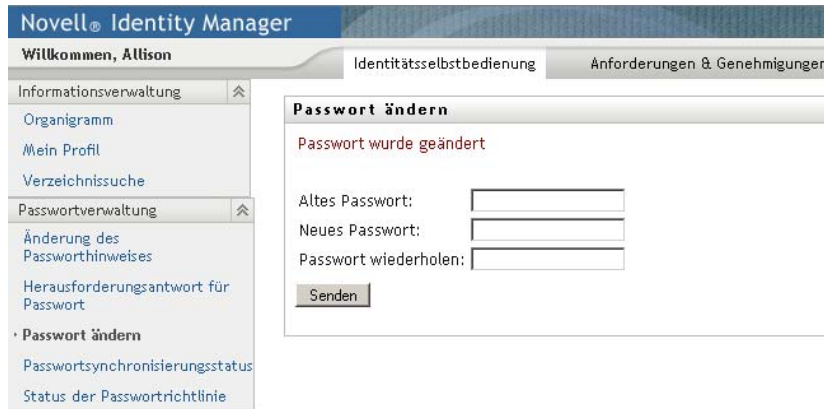 Novell® Identity Manager
Willkommen, Allison
Identitätsselbstbedienung
Anforderungen & Genehmigungen
Informationsverwaltung
Organigramm
Mein Profil
Verzeichnissuche
Passwortverwaltung
Änderung des
Passworthinweises
Herausforderungsantwort für
Passwort
· Passwort ändern
Passwortsynchronisierungsstatus
Status der Passwortrichtlinie
Passwort ändern
Passwort wurde geändert
Altes Passwort:
Neues Passwort:
Passwort wiederholen:
Senden